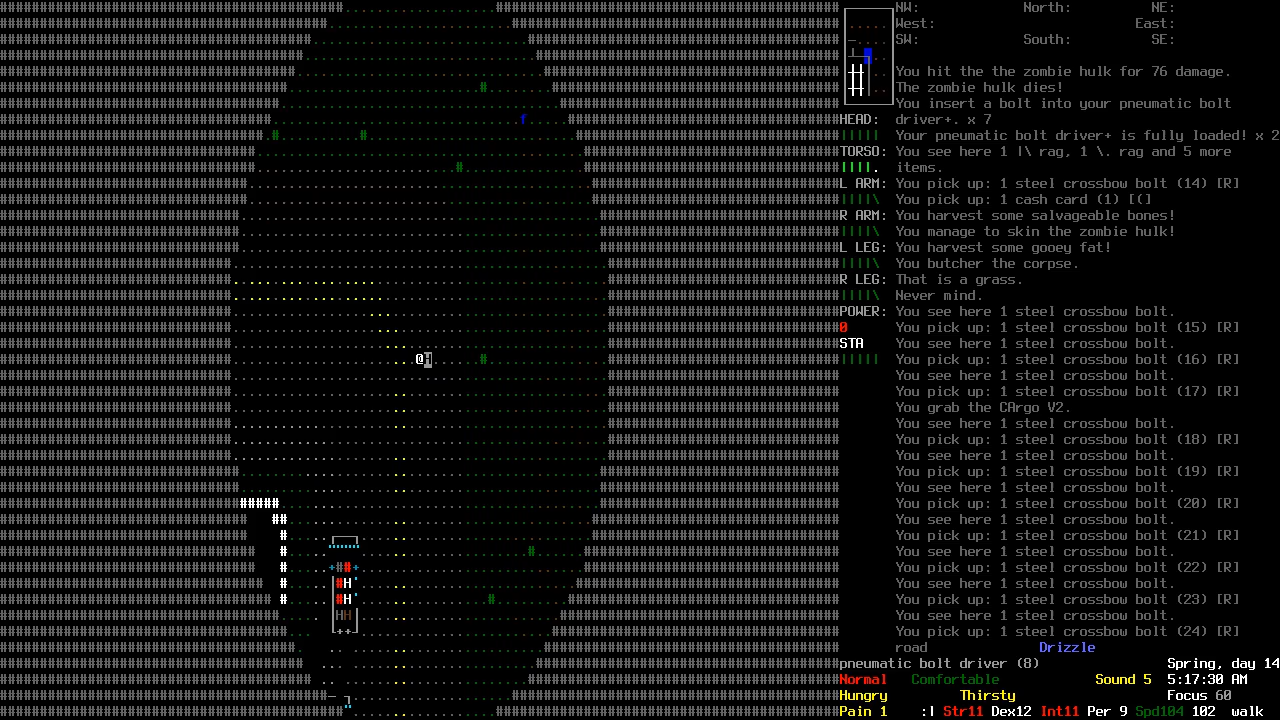 NW: North: NE:
West: East:
SW: South: SE:
You hit the the zombie hulk for 76 damage.
The zombie hulk dies!
You insert a bolt into your pneumatic bolt
HEAD: driver+. x 7
||||| Your pneumatic bolt driver+ is fully loaded! x 2
TORSO: You see here 1 |\ rag, 1 \. rag and 5 more
||||. items.
L ARM: You pick up: 1 steel crossbow bolt (14) [R]
||||\ You pick up: 1 cash card (1) [(]
R ARM: You harvest some salvageable bones!
||||\ You manage to skin the zombie hulk!
L LEG: You harvest some gooey fat!
||||\ You butcher the corpse.
R LEG: That is a grass.
||||\ Never mind.
POWER: You see here 1 steel crossbow bolt.
0 You pick up: 1 steel crossbow bolt (15) [R]
STA You see here 1 steel crossbow bolt.
||||| You pick up: 1 steel crossbow bolt (16) [R]
You see here 1 steel crossbow bolt.
You pick up: 1 steel crossbow bolt (17) [R]
You grab the CArgo V2.
You see here 1 steel crossbow bolt.
You pick up: 1 steel crossbow bolt (18) [R]
You see here 1 steel crossbow bolt.
You pick up: 1 steel crossbow bolt (19) [R]
You see here 1 steel crossbow bolt.
You pick up: 1 steel crossbow bolt (20) [R]
You see here 1 steel crossbow bolt.
You pick up: 1 steel crossbow bolt (21) [R]
You see here 1 steel crossbow bolt.
You pick up: 1 steel crossbow bolt (22) [R]
You see here 1 steel crossbow bolt.
You pick up: 1 steel crossbow bolt (23) [R]
You see here 1 steel crossbow bolt.
You pick up: 1 steel crossbow bolt (24) [R]
road Drizzle
pneumatic bolt driver (8) Spring, day 14
Normal Comfortable Sound 5 5:17:30 AM
Hungry Thirsty Focus 60
Pain 1 :| Str11 Dex12 Int11 Per 9 Spd104 102 walk